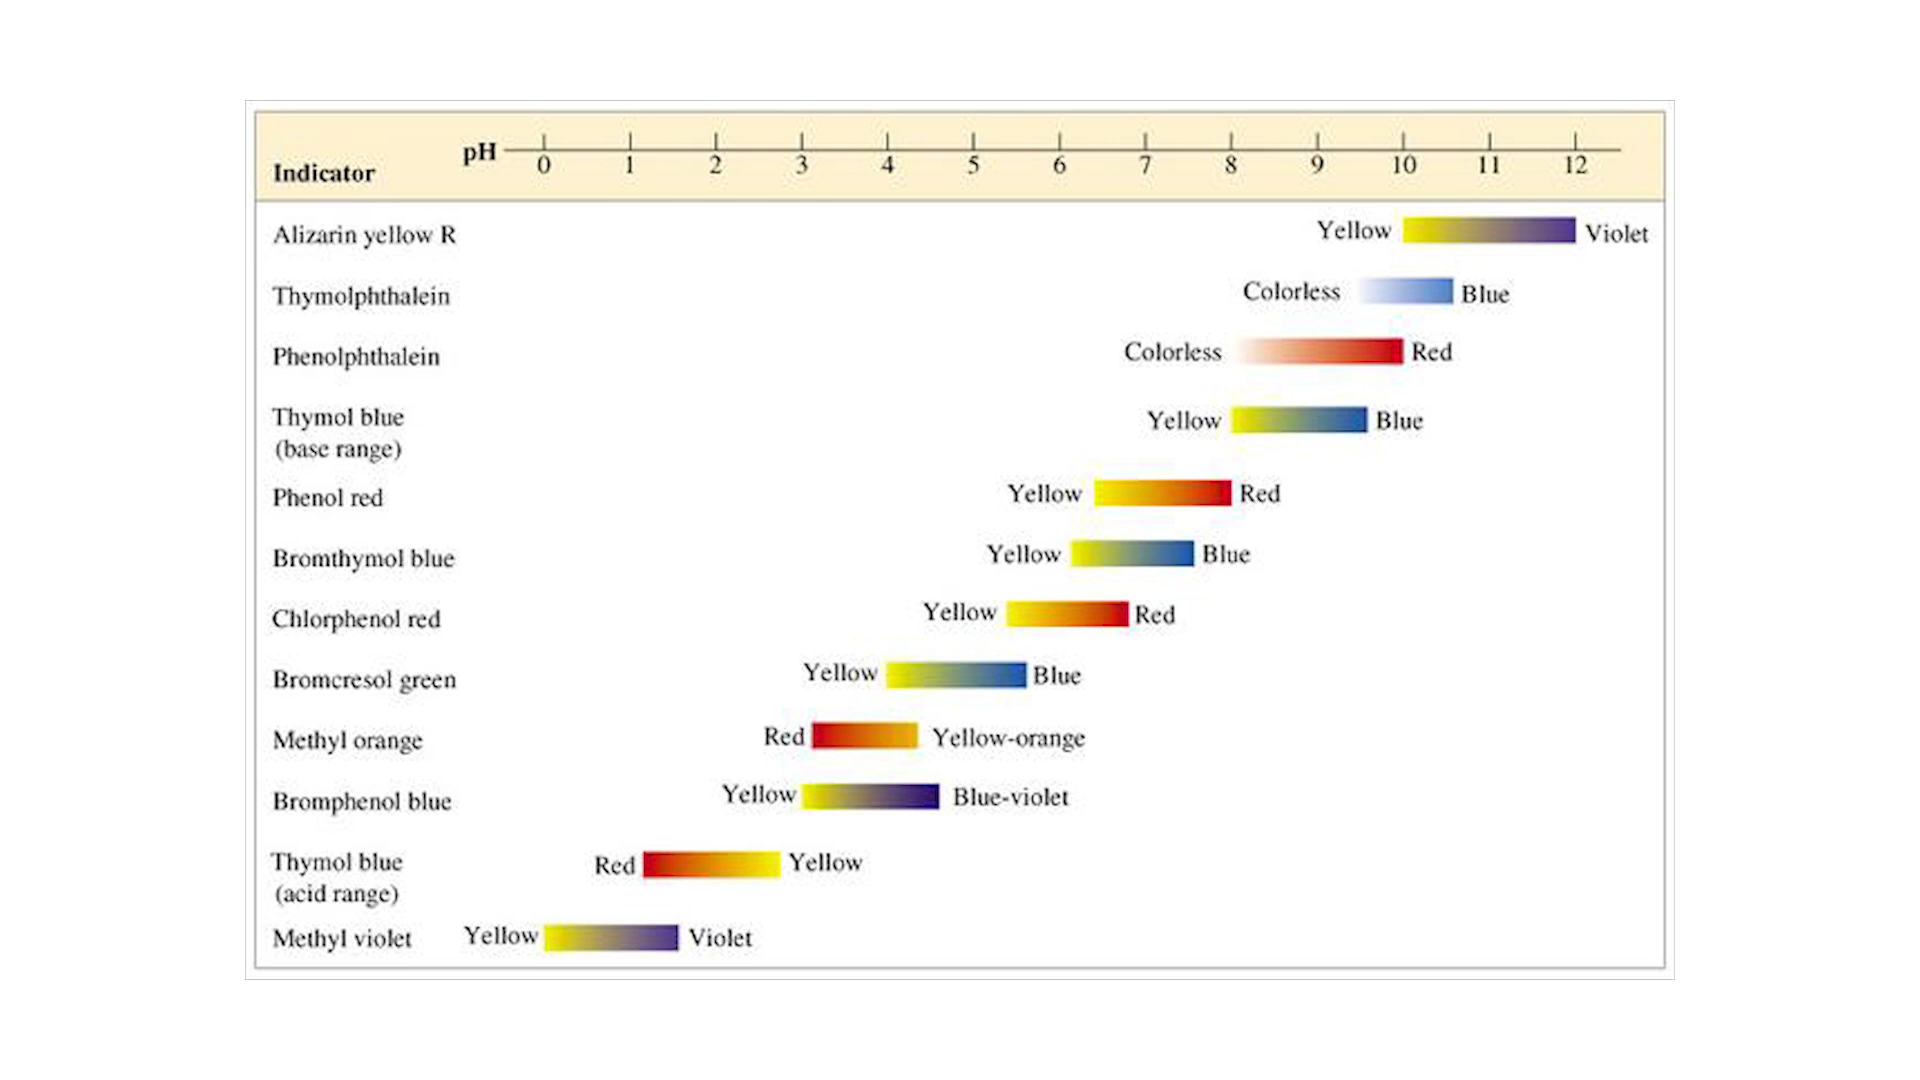 Indicator pH 0 1 2 3 4 5 6 7 8 9 10 11 12
Alizarin yellow R Yellow Violet
Thymolphthalein Colorless Blue
Phenolphthalein Colorless Red
Thymol blue Yellow Blue
(base range)
Phenol red Yellow Red
Bromthymol blue Yellow Blue
Chlorphenol red Yellow Red
Bromcresol green Yellow Blue
Methyl orange Red Yellow-orange
Bromphenol blue Yellow Blue-violet
Thymol blue Red Yellow
(acid range)
Methyl violet Yellow Violet